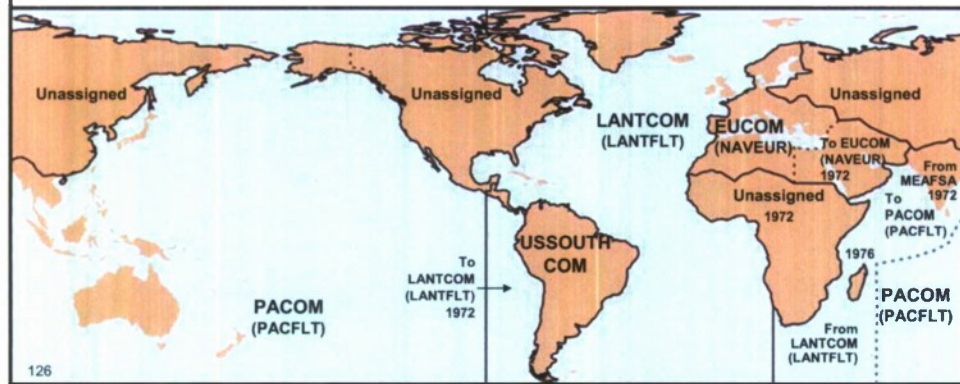 Unassigned
Unassigned
Unassigned
LANTCOM
(LANTFLT)
EUCOM
(NAVEUR)
To EUCOM
(NAVEUR)
1972
From
MEAFSA
1972
To
PACOM
(PACFLT)
Unassigned
1972
USSOUTH
COM
To
LANTCOM
(LANTFLT)
1972
1976
PACOM
(PACFLT)
PACOM
(PACFLT)
From
LANTCOM
(LANTFLT)
126